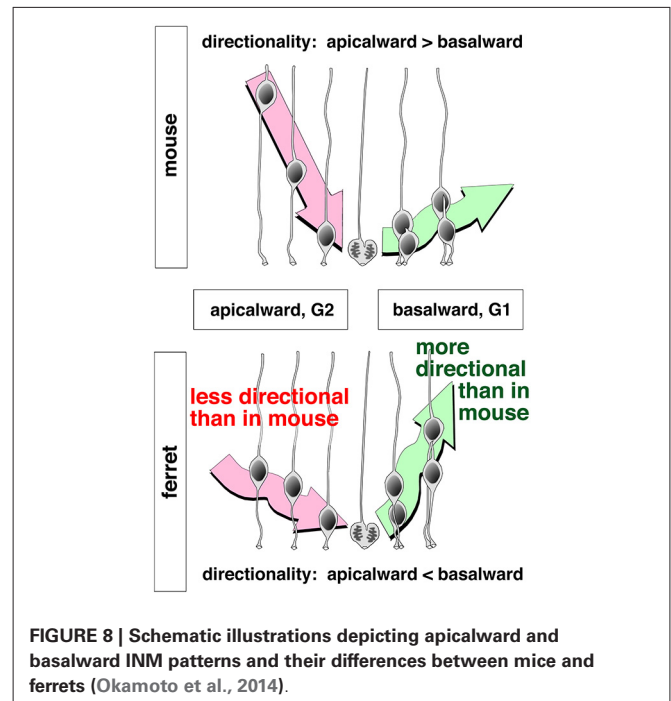 directionality: apicalward > basalward
mouse
apicalward, G2
basalward, G1
less directional
than in mouse
more
directional
than in
mouse
ferret
directionality: apicalward < basalward
FIGURE 8 | Schematic illustrations depicting apicalward and
basalward INM patterns and their differences between mice and
ferrets (Okamoto et al., 2014).